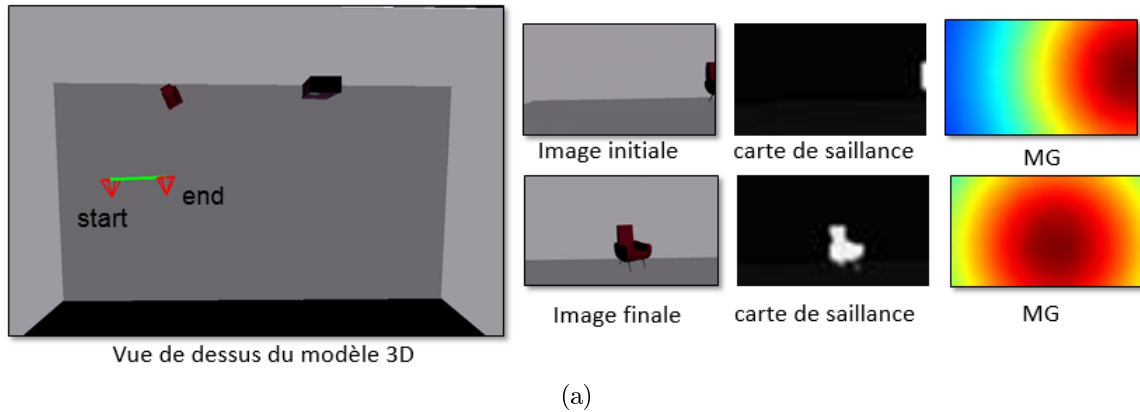 start
end
Vue de dessus du modèle 3D
Image initiale
carte de saillance
MG
Image finale
carte de saillance
MG
(a)